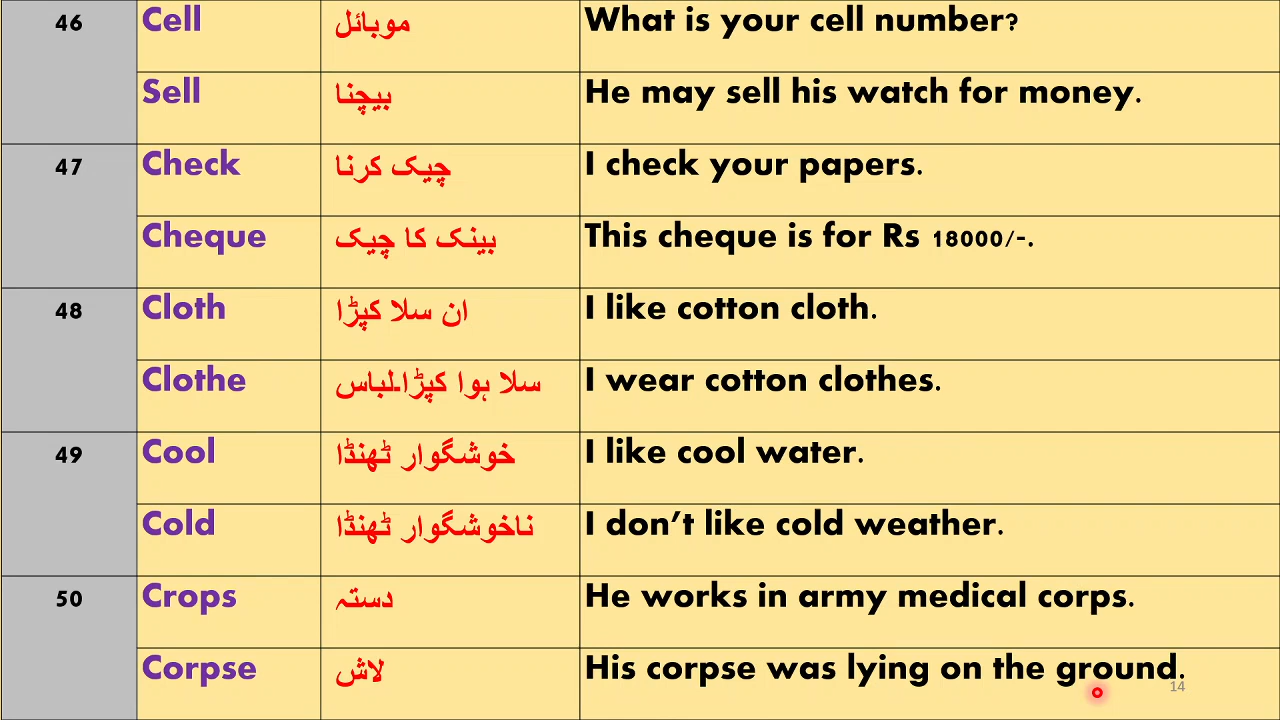 46 Cell موبائل What is your cell number?
Sell بیچنا He may sell his watch for money.
47 Check چیک کرنا I check your papers.
Cheque بینک کا چیک This cheque is for Rs 18000/-.
48 Cloth ان سلا کپڑا I like cotton cloth.
Clothe سلا ہوا کپڑا۔لباس I wear cotton clothes.
49 Cool خوشگوار ٹھنڈا I like cool water.
Cold ناخوشگوار ٹھنڈا I don’t like cold weather.
50 Crops دستہ He works in army medical corps.
Corpse لاش His corpse was lying on the ground.
14